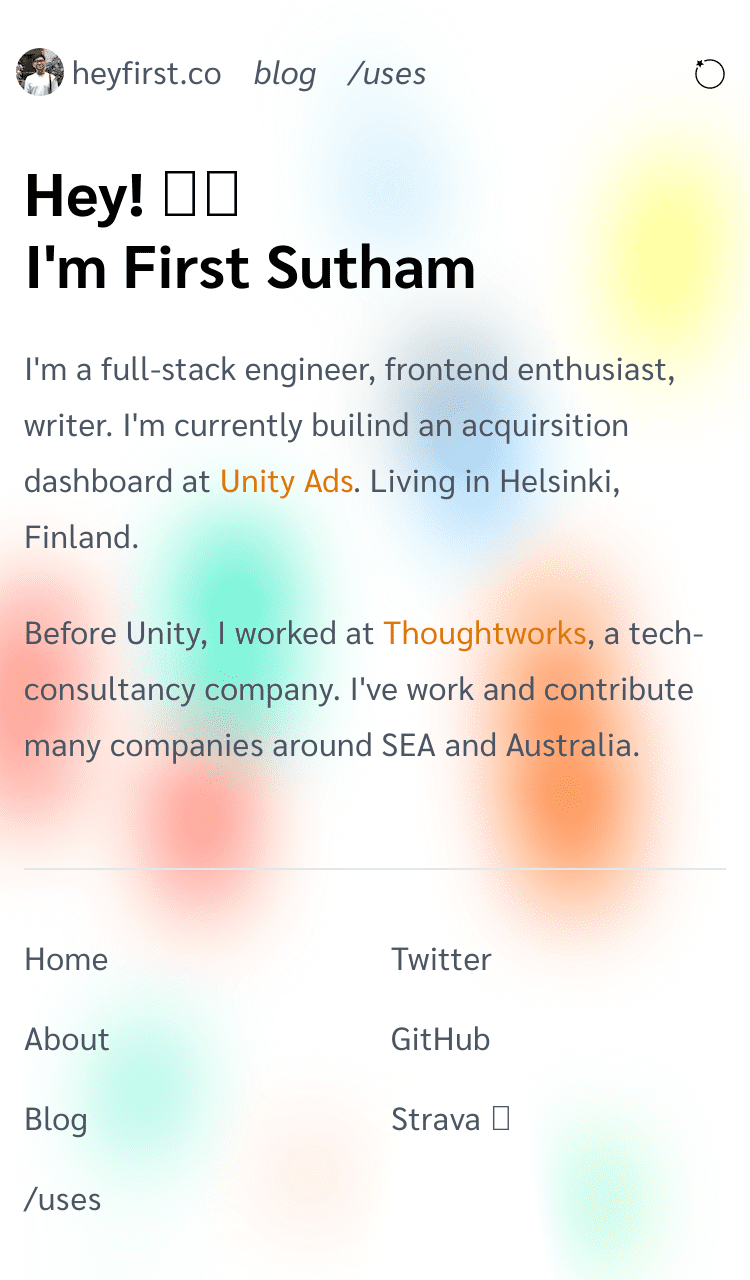 heyfirst.co blog /uses
Hey! 
I'm First Sutham
I'm a full-stack engineer, frontend enthusiast,
writer. I'm currently builind an acquirsition
dashboard at Unity Ads. Living in Helsinki,
Finland.
Before Unity, I worked at Thoughtworks, a tech-
consultancy company. I've work and contribute
many companies around SEA and Australia.
Home
About
Blog
/uses
Twitter
GitHub
Strava